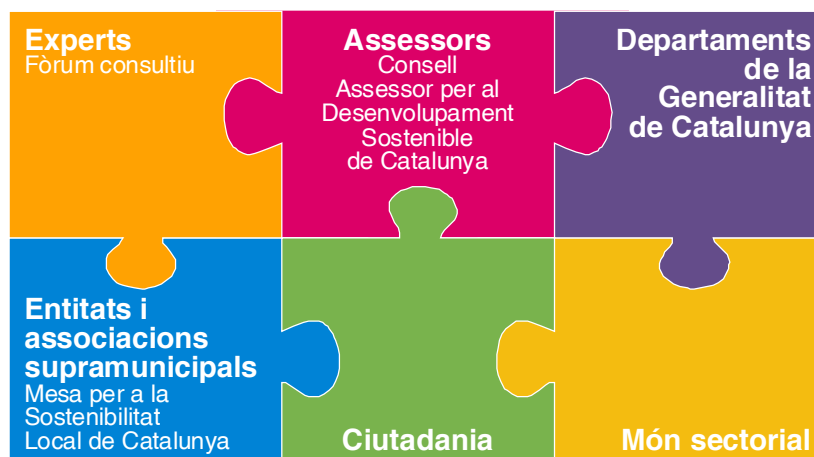 Experts
Fòrum consultiu
Assessors
Consell
Assessor per al
Desenvolupament
Sostenible
de Catalunya
Departaments
de la
Generalitat
de Catalunya
Entitats i
associacions
supramunicipals
Mesa per a la
Sostenibilitat
Local de Catalunya
Ciutadania
Món sectorial